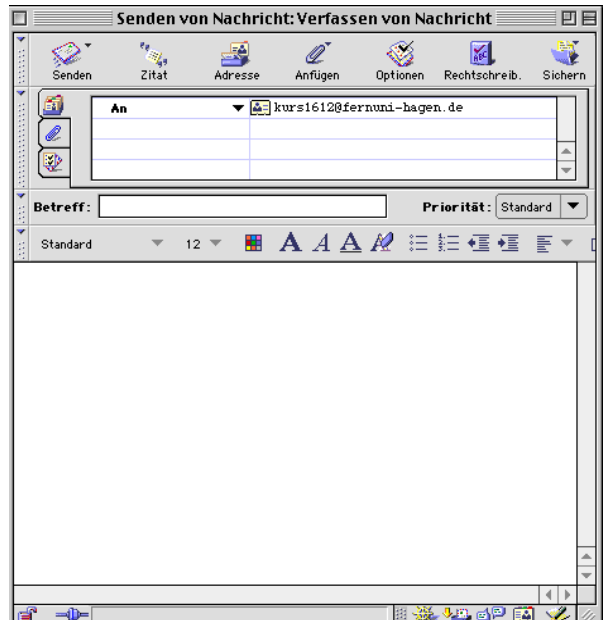 Senden von Nachricht: Verfassen von Nachricht
Senden Zitat Adresse Anfügen Optionen Rechtschreib. Sichern
An kurs1612@fernuni-hagen.de
Betreff: Priorität: Standard
Standard 12 A A A